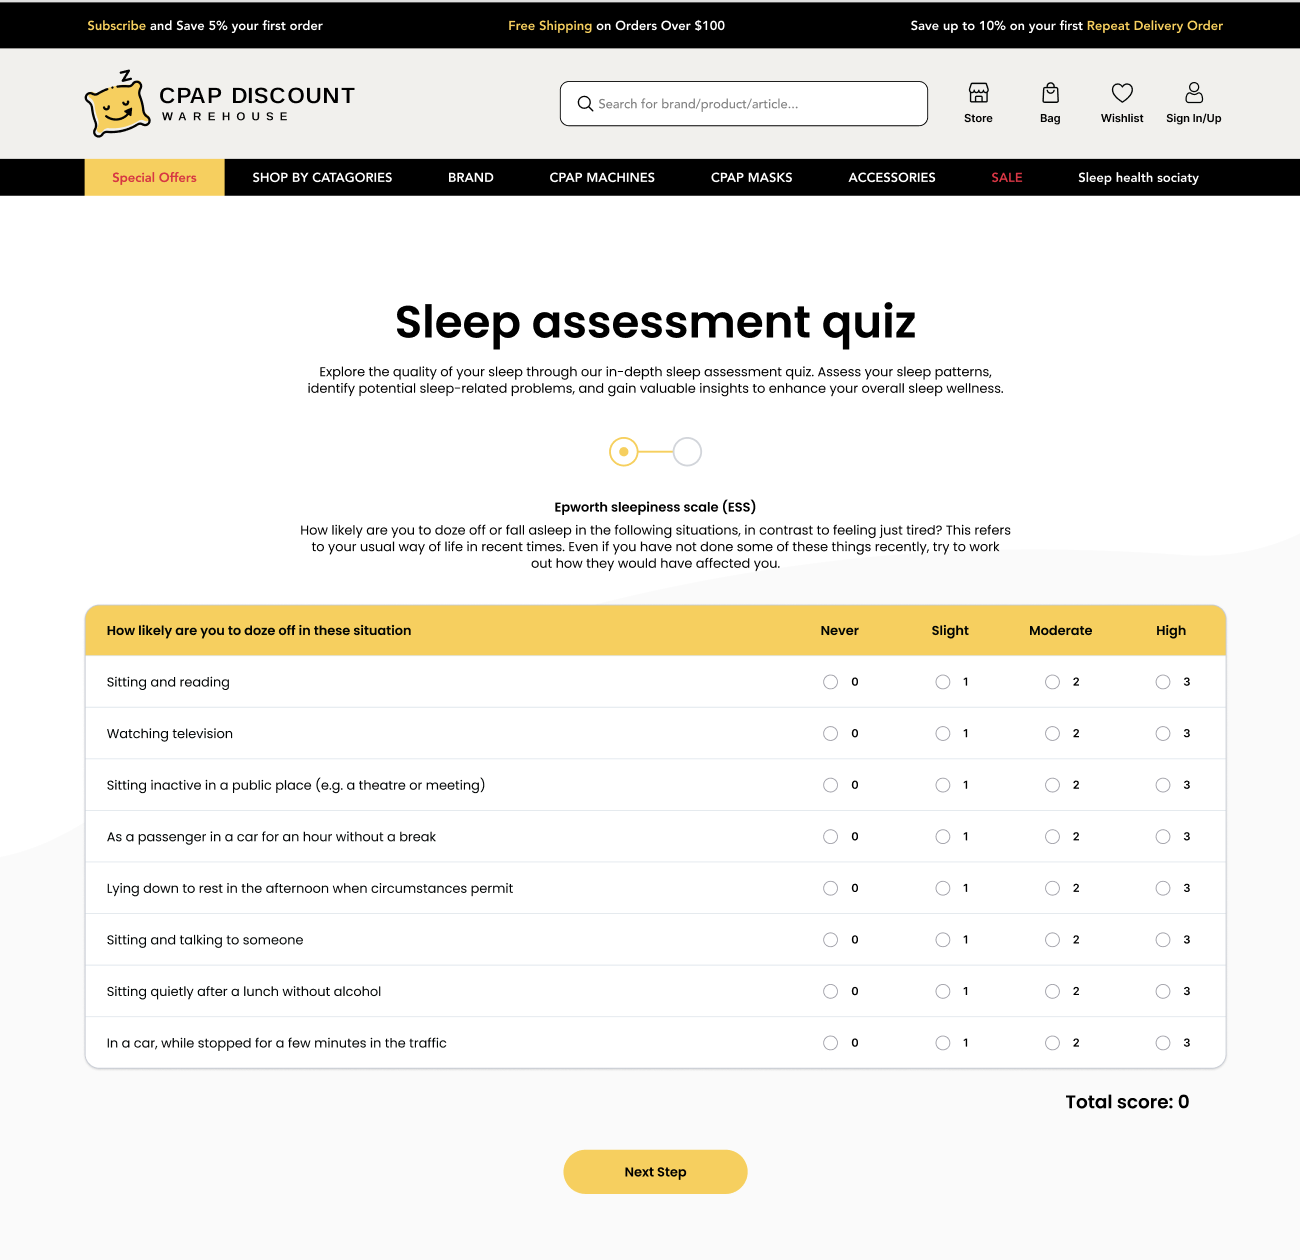 Subscribe and Save 5% your first order
Free Shipping on Orders Over $100
Save up to 10% on your first Repeat Delivery Order
Z
CPAP DISCOUNT
WAREHOUSE
Search for brand/product/article...
Store
Bag
Wishlist
Sign In/Up
Special Offers
SHOP BY CATAGORIES
BRAND
CPAP MACHINES
CPAP MASKS
ACCESSORIES
SALE
Sleep health sociaty
Sleep assessment quiz
Explore the quality of your sleep through our in-depth sleep assessment quiz. Assess your sleep patterns,
identify potential sleep-related problems, and gain valuable insights to enhance your overall sleep wellness.
Epworth sleepiness scale (ESS)
How likely are you to doze off or fall asleep in the following situations, in contrast to feeling just tired? This refers
to your usual way of life in recent times. Even if you have not done some of these things recently, try to work
out how they would have affected you.
How likely are you to doze off in these situation Never Slight Moderate High
Sitting and reading 0 1 2 3
Watching television 0 1 2 3
Sitting inactive in a public place (e.g. a theatre or meeting) 0 1 2 3
As a passenger in a car for an hour without a break 0 1 2 3
Lying down to rest in the afternoon when circumstances permit 0 1 2 3
Sitting and talking to someone 0 1 2 3
Sitting quietly after a lunch without alcohol 0 1 2 3
In a car, while stopped for a few minutes in the traffic 0 1 2 3
Total score: 0
Next Step